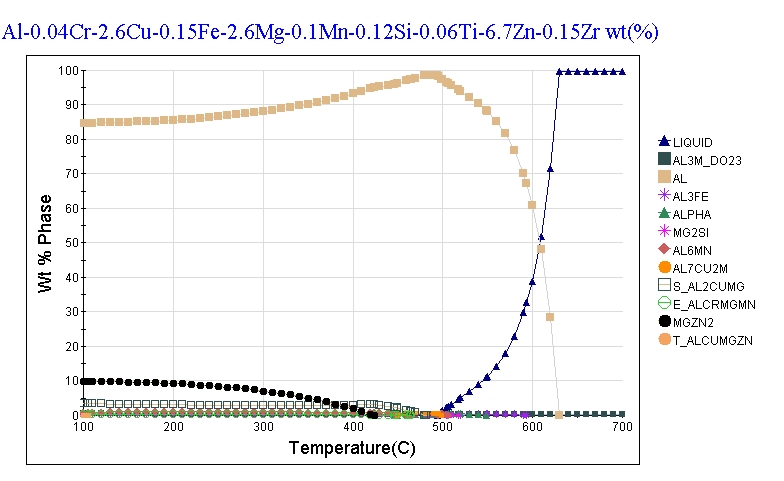 Al-0.04Cr-2.6Cu-0.15Fe-2.6Mg-0.1Mn-0.12Si-0.06Ti-6.7Zn-0.15Zr wt(%)
100
90
80
70
60
50
40
30
20
10
0
Wt % Phase
100 200 300 400 500 600 700
Temperature(C)
LIQUID
AL3M_DO23
AL
AL3FE
ALPHA
MG2SI
AL6MN
AL7CU2M
S_AL2CUMG
E_ALCRMGMN
MGZN2
T_ALCUMGZN